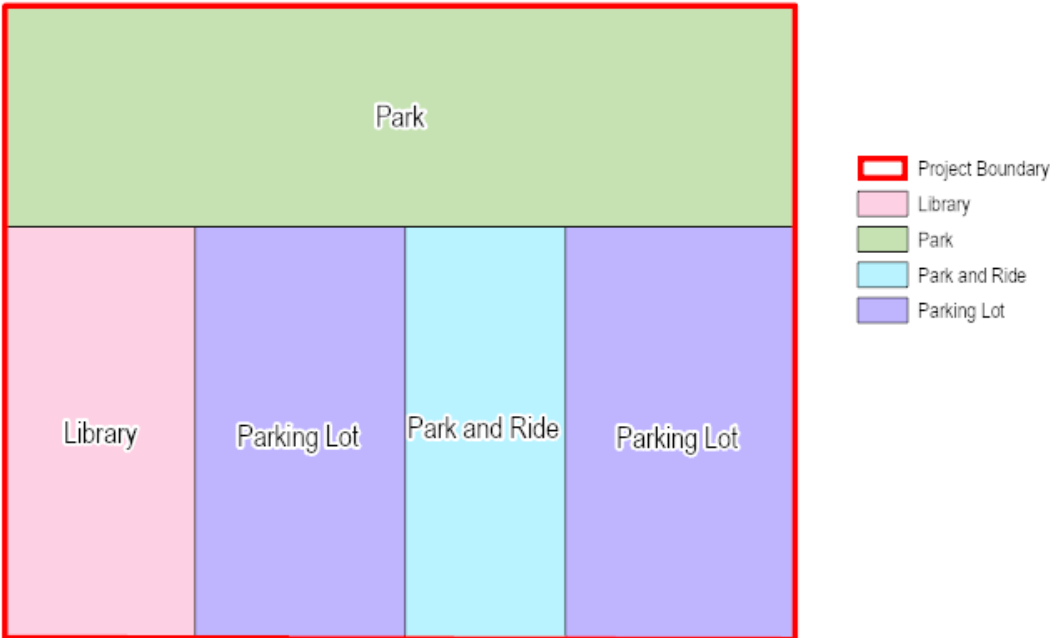 Park
Library
Parking Lot
Park and Ride
Parking Lot
Project Boundary
Library
Park
Park and Ride
Parking Lot